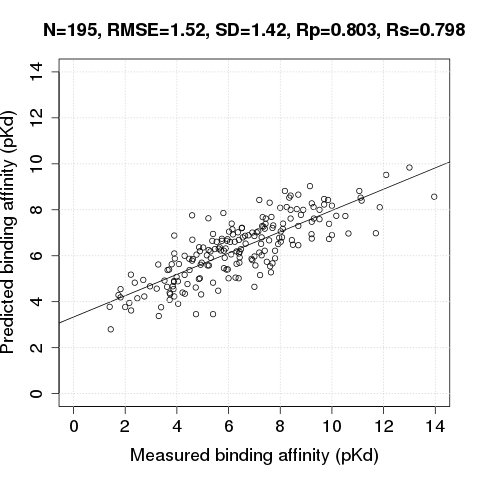 N=195, RMSE=1.52, SD=1.42, Rp=0.803, Rs=0.798
Predicted binding affinity (pKd)
14
12
10
8
6
4
2
0
0 2 4 6 8 10 12 14
Measured binding affinity (pKd)